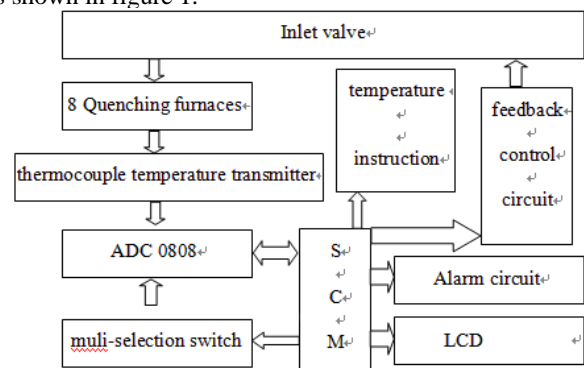 s shown in figure 1.
Inlet valve
8 Quenching furnaces
temperature
instruction
feedback
control
circuit
thermocouple temperature transmitter
ADC 0808
S
C
M
Alarm circuit
muli-selection switch
LCD